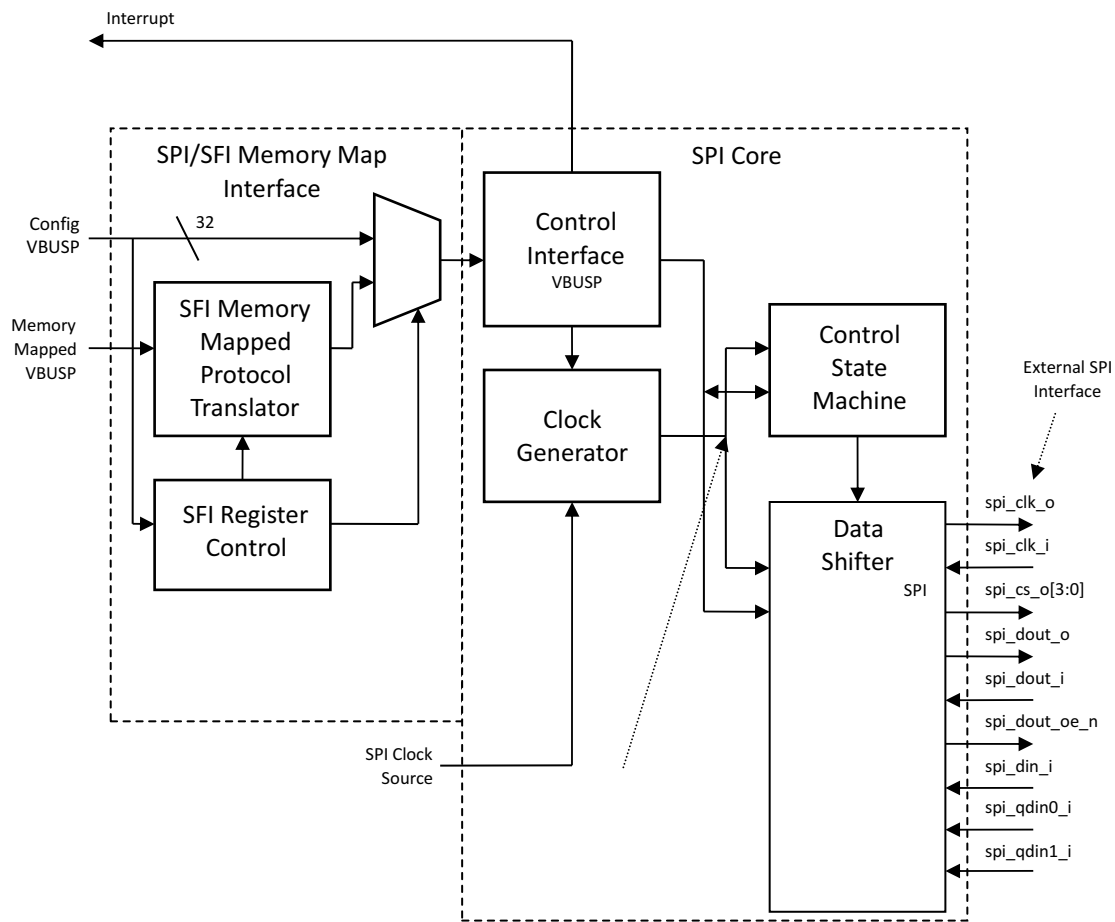 Interrupt
SPI/SFI Memory Map
Interface
SPI Core
32
Config
VBUSP
Control
Interface
VBUSP
SFI Memory
Mapped
Protocol
Translator
Memory
Mapped
VBUSP
Control
State
Machine
External SPI
Interface
Clock
Generator
SFI Register
Control
Data
Shifter
SPI
spi_clk_o
spi_clk_i
spi_cs_o[3:0]
spi_dout_o
spi_dout_i
spi_dout_oe_n
spi_din_i
spi_qdin0_i
spi_qdin1_i
SPI Clock
Source